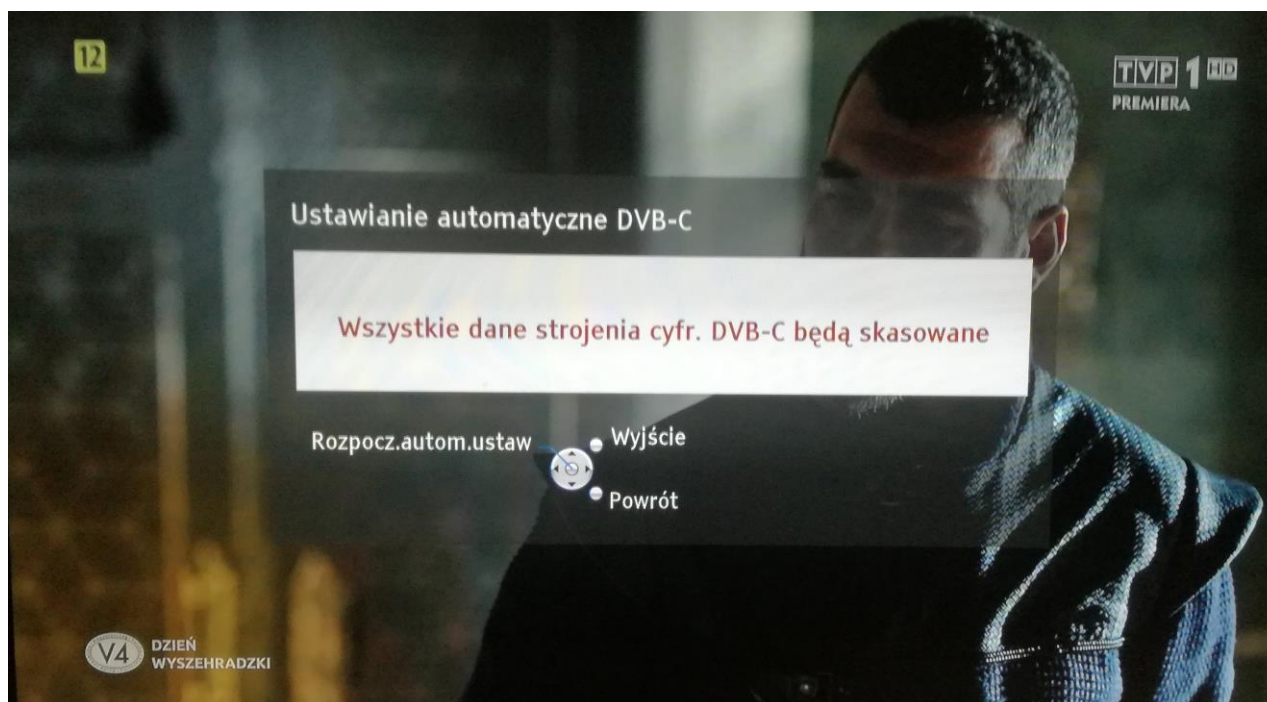 12
TVP 1 HD
PREMIERA
Ustawianie automatyczne DVB-C
Wszystkie dane strojenia cyfr. DVB-C będą skasowane
Rozpocz.autom.ustaw
Wyjście
Powrót
V4
DZIEŃ
WYSZEHRADZKI